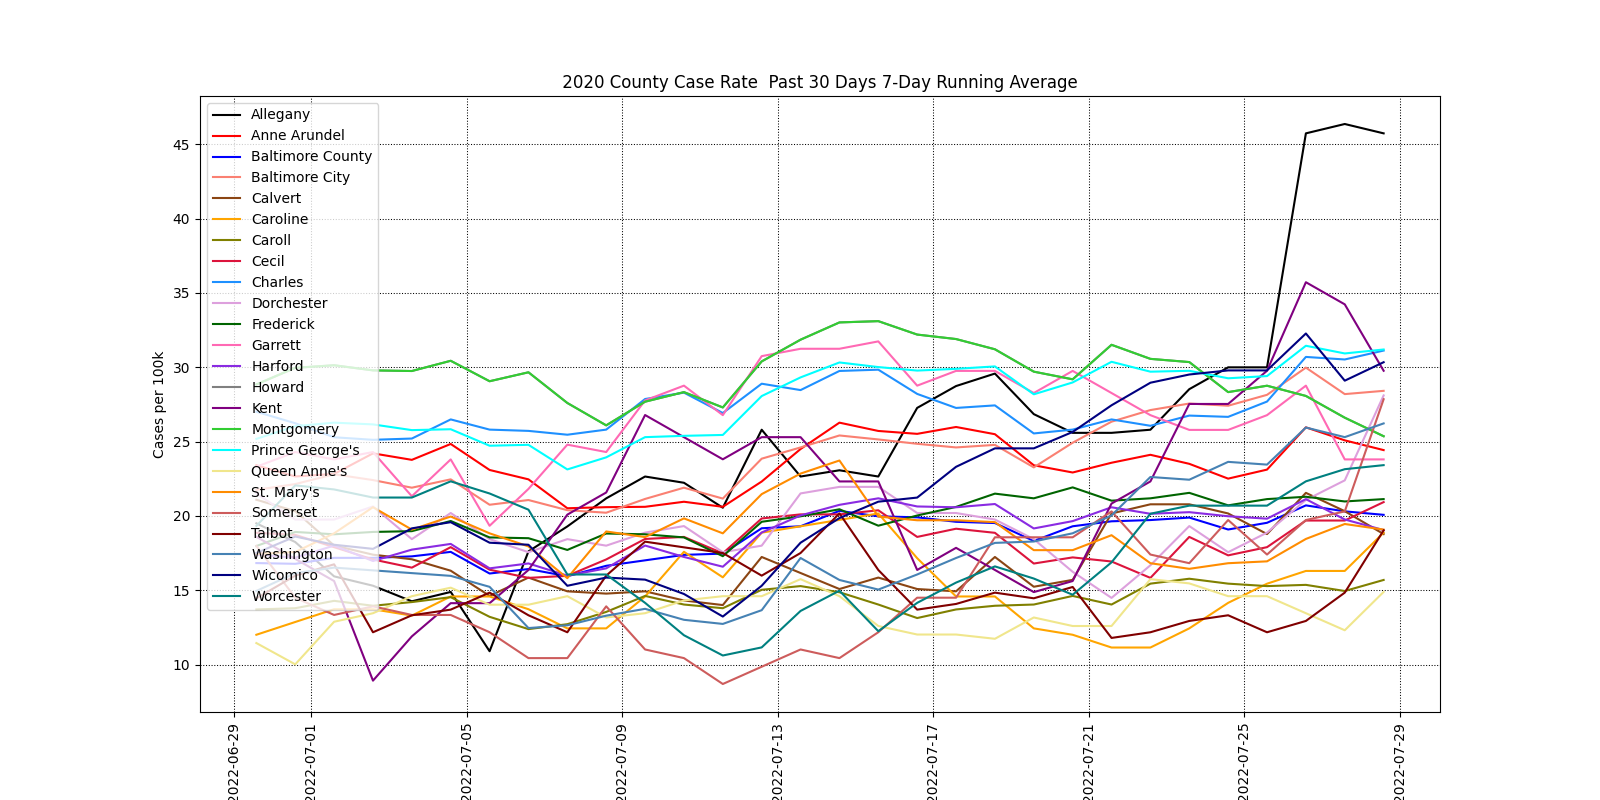 2020 County Case Rate  Past 30 Days 7-Day Running Average
Cases per 100k
45
40
35
30
25
20
15
10
Allegany
Anne Arundel
Baltimore County
Baltimore City
Calvert
Caroline
Caroll
Cecil
Charles
Dorchester
Frederick
Garrett
Harford
Howard
Kent
Montgomery
Prince George's
Queen Anne's
St. Mary's
Somerset
Talbot
Washington
Wicomico
Worcester
2022-06-29
2022-07-01
2022-07-05
2022-07-09
2022-07-13
2022-07-17
2022-07-21
2022-07-25
2022-07-29